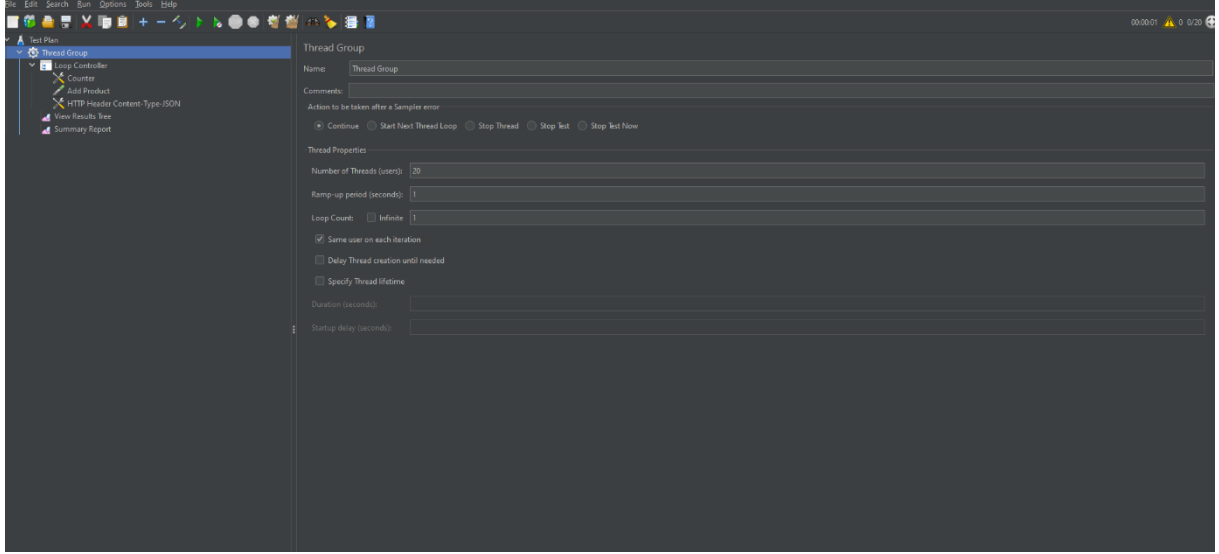 File Edit Search Run Options Tools Help
00:00:01 0 0/20
Test Plan
Thread Group
Loop Controller
Counter
Add Product
HTTP Header Content-Type-JSON
View Results Tree
Summary Report
Thread Group
Name: Thread Group
Comments:
Action to be taken after a Sampler error
Continue Start Next Thread Loop Stop Thread Stop Test Stop Test Now
Thread Properties
Number of Threads (users): 20
Ramp-up period (seconds): 1
Loop Count: Infinite 1
Same user on each iteration
Delay Thread creation until needed
Specify Thread lifetime
Duration (seconds):
Startup delay (seconds):